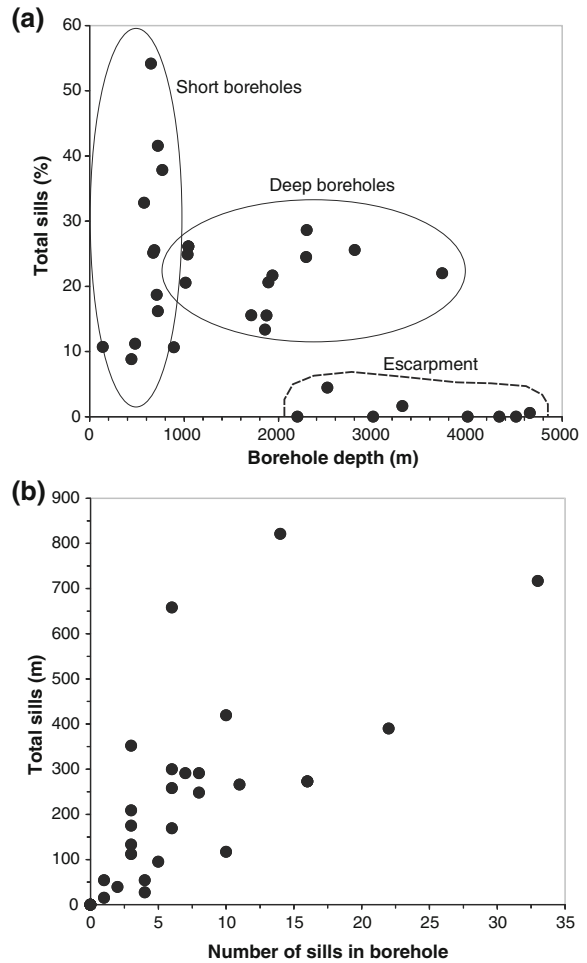 (a)
60
50
40
30
20
10
0
Total sills (%)
Short boreholes
Deep boreholes
Escarpment
0 1000 2000 3000 4000 5000
Borehole depth (m)
(b)
900
800
700
600
500
400
300
200
100
0
Total sills (m)
0 5 10 15 20 25 30 35
Number of sills in borehole